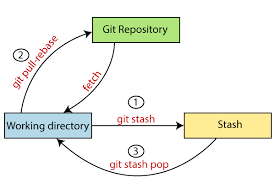 Git Repository
2
git pull-rebase
fetch
1
Working directory
git stash
Stash
3
git stash pop